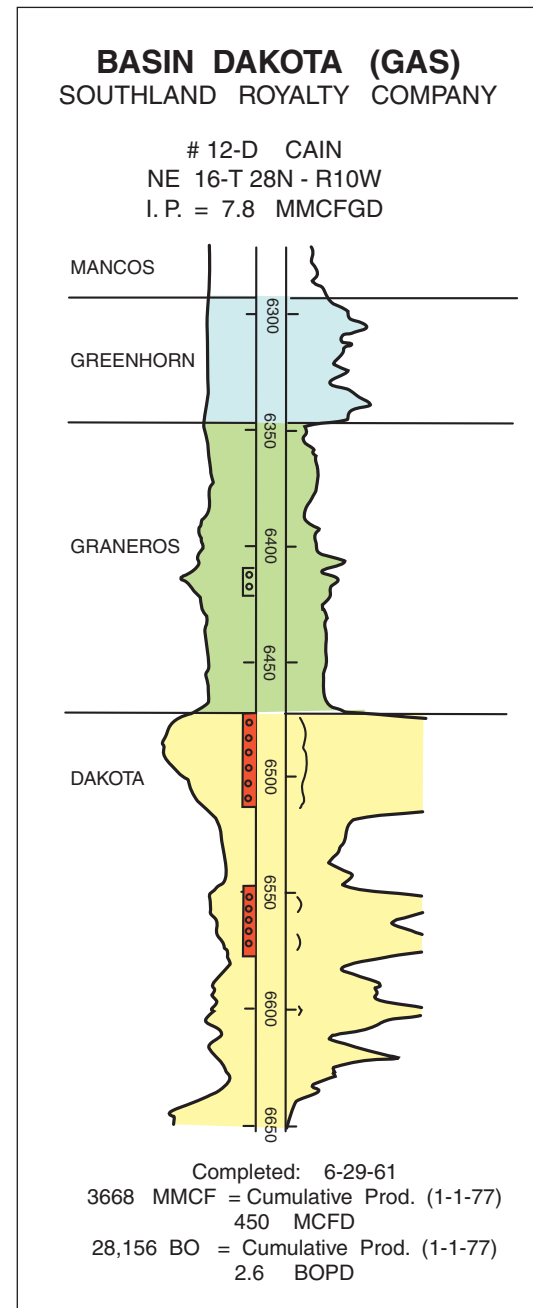 BASIN DAKOTA (GAS)
SOUTHLAND ROYALTY COMPANY
# 12-D CAIN
NE 16-T 28N - R10W
I. P. = 7.8 MMCFGD
MANCOS
6300
GREENHORN
6350
GRANEROS
6400
6450
DAKOTA
6500
6550
6600
6650
Completed: 6-29-61
3668 MMCF = Cumulative Prod. (1-1-77)
450 MCFD
28,156 BO = Cumulative Prod. (1-1-77)
2.6 BOPD